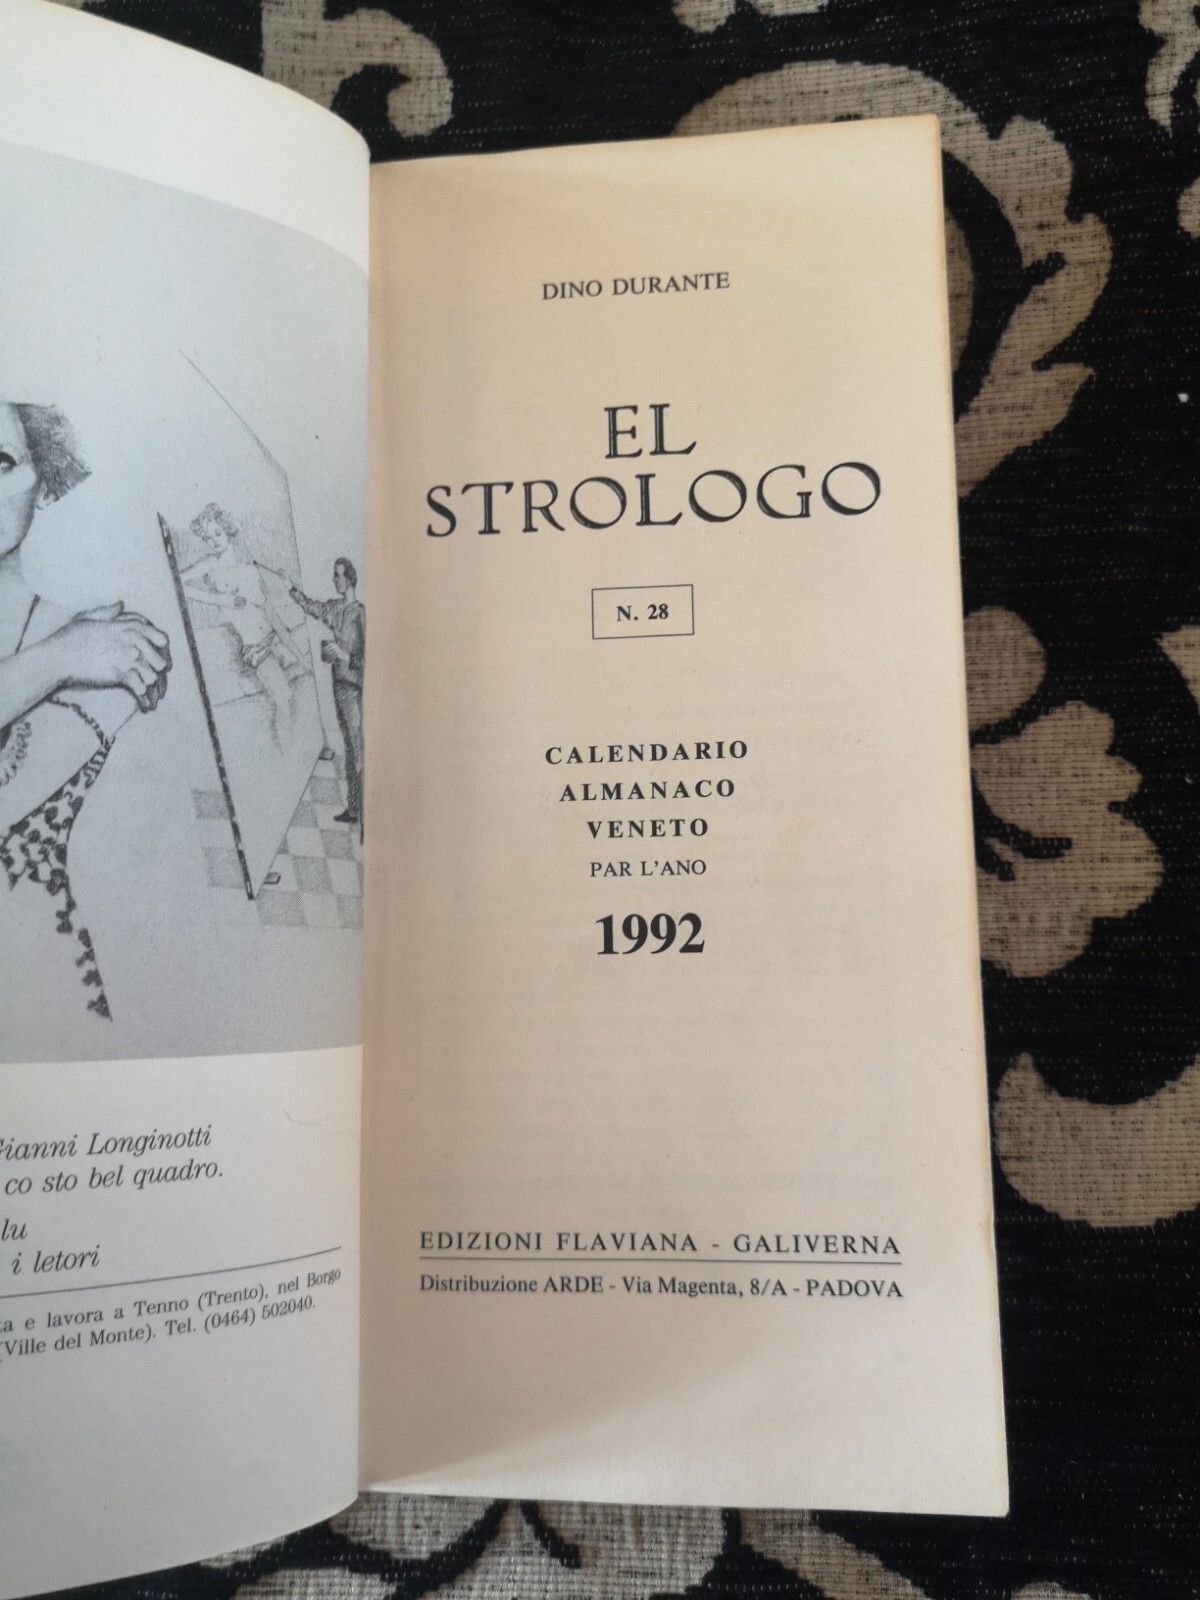 Gianni Longinotti
co sto bel quadro.
lu
i letori
e lavora a Tenno (Trento), nel Borgo
(Ville del Monte). Tel. (0464) 502040.
DINO DURANTE
EL
STROLOGO
N. 28
CALENDARIO
ALMANACO
VENETO
PAR L'ANO
1992
EDIZIONI FLAVIANA - GALIVERNA
Distribuzione ARDE - Via Magenta, 8/A - PADOVA